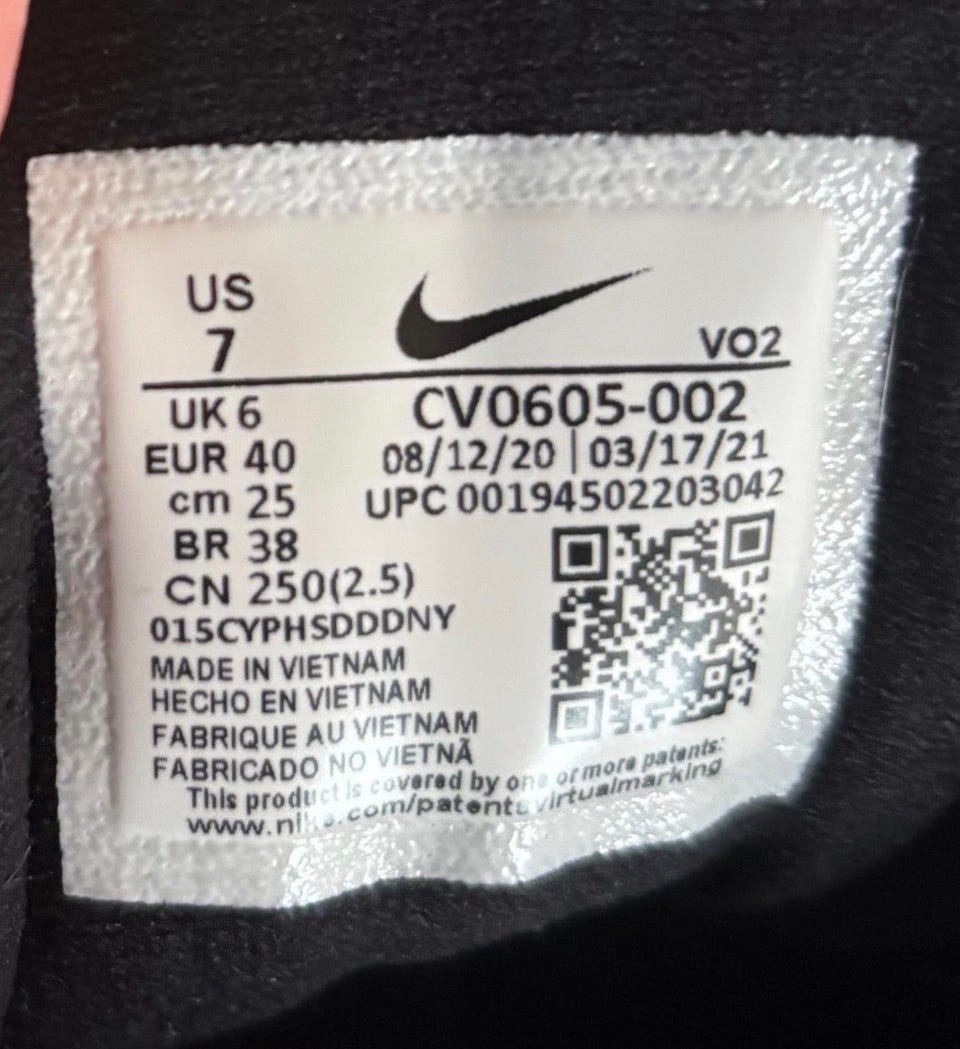 US
7
VO2
UK 6
CV0605-002
EUR 40
08/12/20 | 03/17/21
cm 25
UPC 00194502203042
BR 38
CN 250(2.5)
015CYPHSDDDNY
MADE IN VIETNAM
HECHO EN VIETNAM
FABRIQUE AU VIETNAM
FABRICADO NO VIETNÃ
This product is covered by one or more patents:
www.nike.com/patentsvirtualmarking